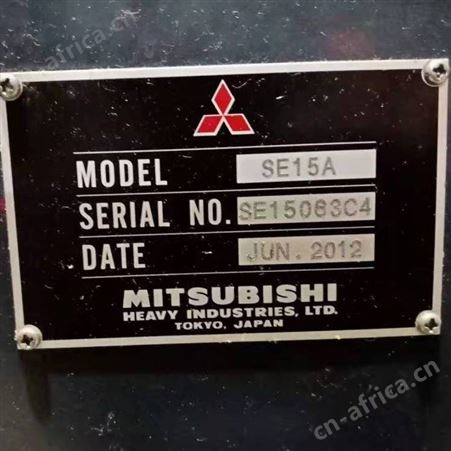 cn-africa.cn
MODEL SE15A
SERIAL NO. SE15083C4
DATE JUN. 2012
MITSUBISHI
HEAVY INDUSTRIES, LTD.
TOKYO, JAPAN
cn-africa.cn